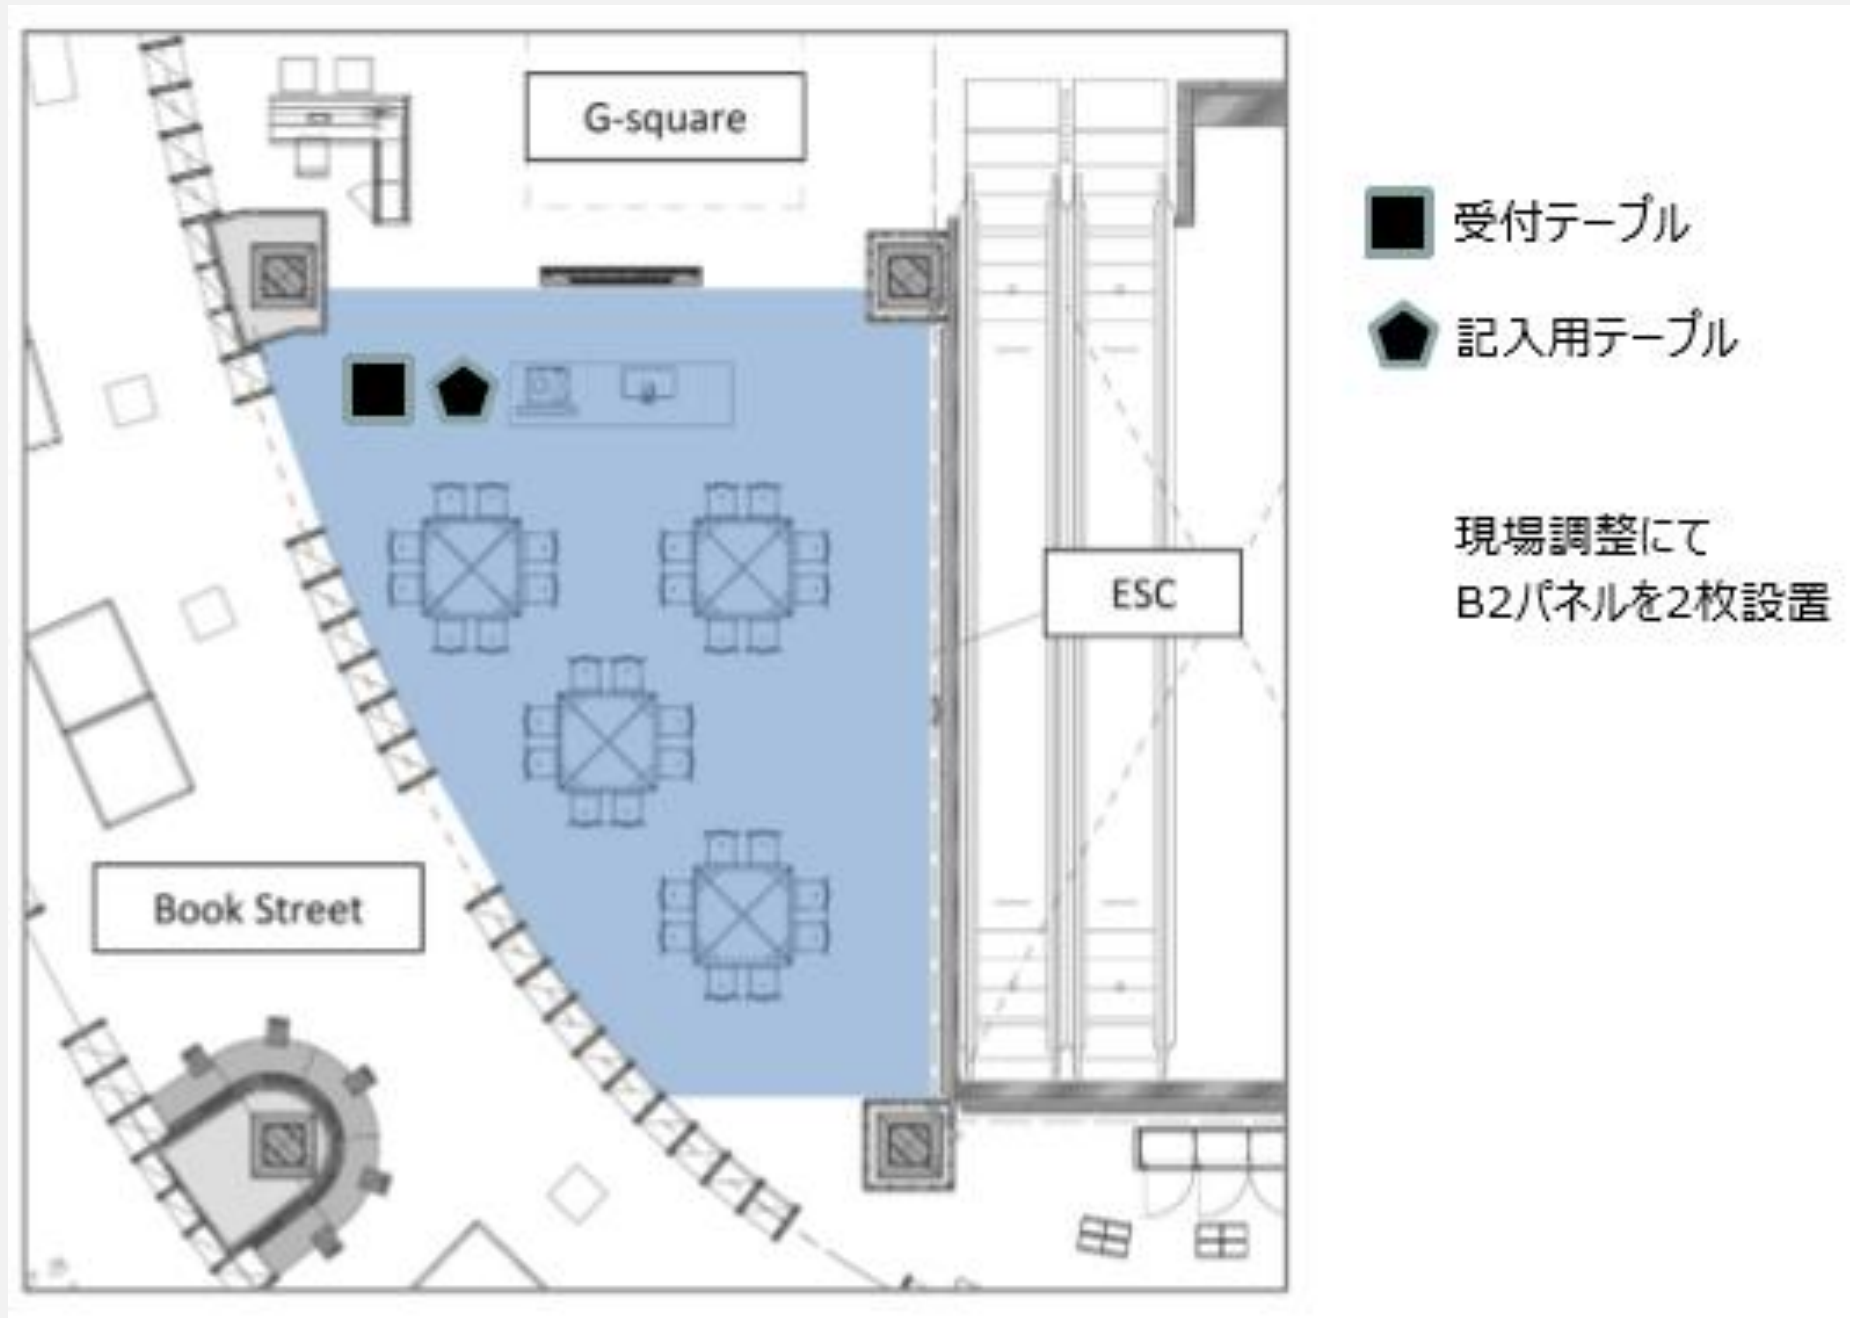 G-square
受付テーブル
記入用テーブル
現場調整にて
B2パネルを2枚設置
ESC
Book Street